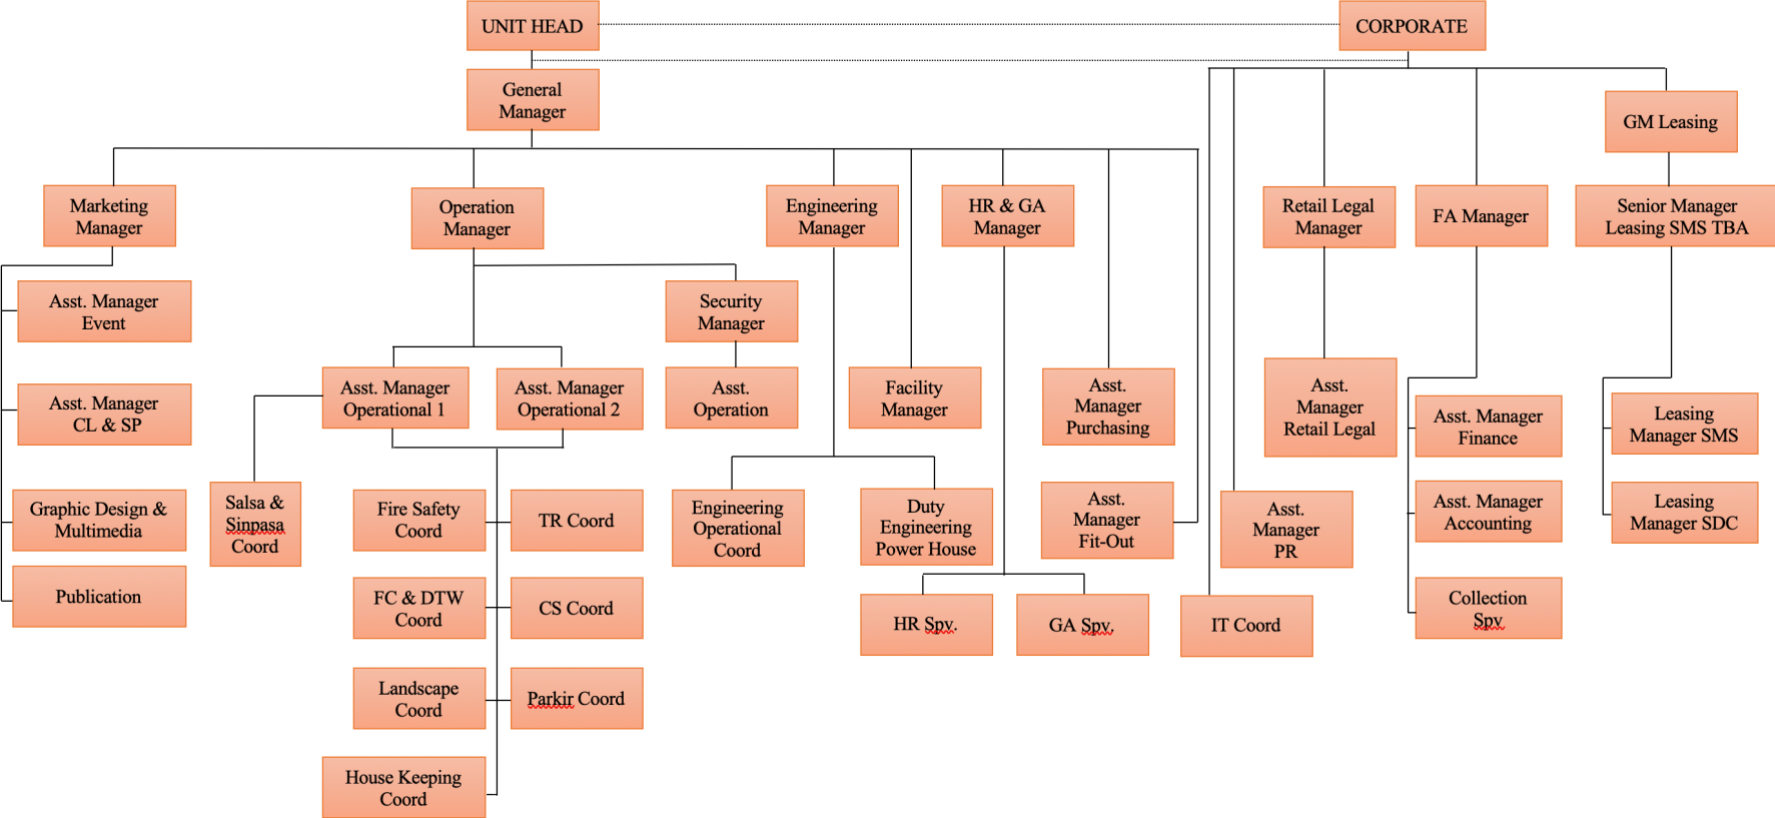 UNIT HEAD
CORPORATE
General
Manager
GM Leasing
Marketing
Manager
Operation
Manager
Engineering
Manager
HR & GA
Manager
Retail Legal
Manager
FA Manager
Senior Manager
Leasing SMS TBA
Asst. Manager
Event
Security
Manager
Asst. Manager
CL & SP
Asst. Manager
Operational 1
Asst. Manager
Operational 2
Asst.
Operation
Facility
Manager
Asst.
Manager
Purchasing
Asst.
Manager
Retail Legal
Asst. Manager
Finance
Leasing
Manager SMS
Graphic Design &
Multimedia
Salsa &
Sinpasa
Coord
Fire Safety
Coord
TR Coord
Engineering
Operational
Coord
Duty
Engineering
Power House
Asst.
Manager
Fit-Out
Asst.
Manager
PR
Asst. Manager
Accounting
Leasing
Manager SDC
Publication
FC & DTW
Coord
CS Coord
HR Spv.
GA Spv.
IT Coord
Collection
Spv
Landscape
Coord
Parkir Coord
House Keeping
Coord